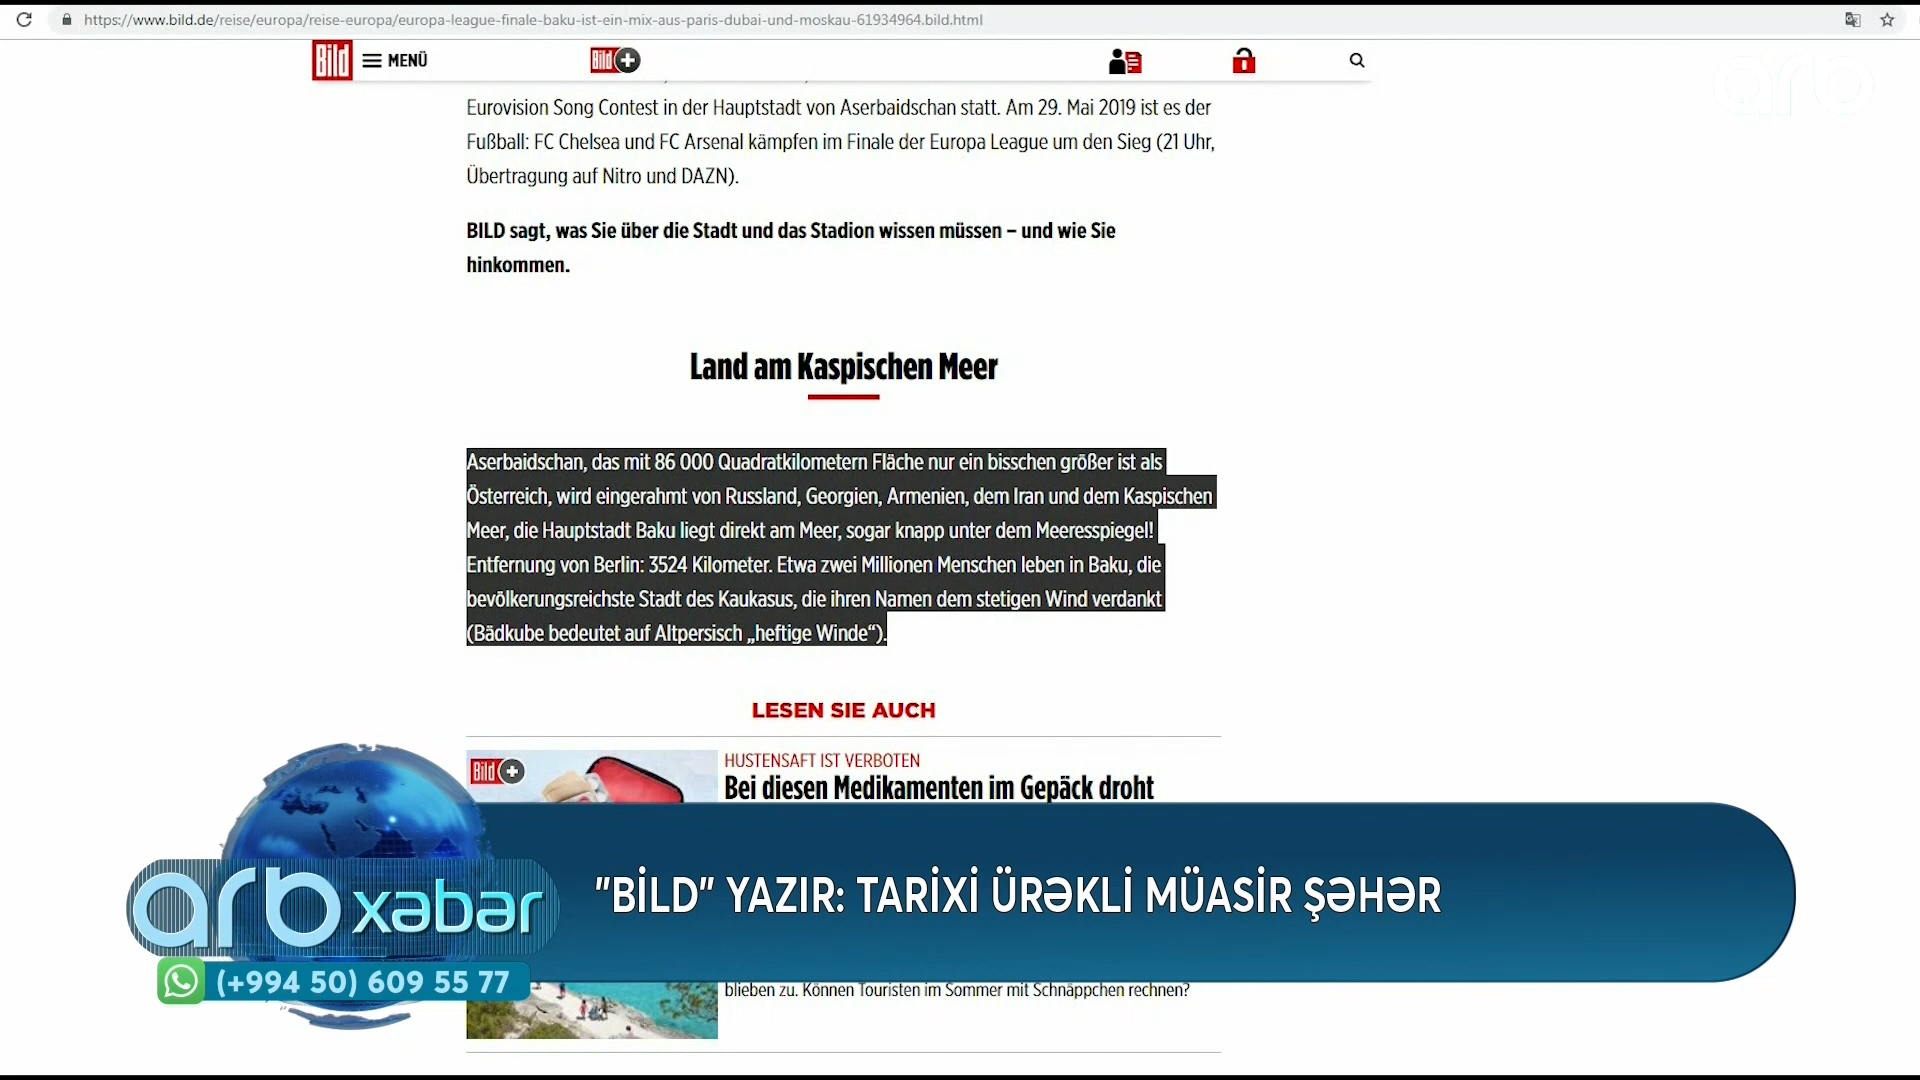 https://www.bild.de/reise/europa/reise-europa/europa-league-finale-baku-ist-ein-mix-aus-paris-dubai-und-moskau-61934964.bild.html
Bild MENÜ Bild
arb
Eurovision Song Contest in der Hauptstadt von Aserbaidschan statt. Am 29. Mai 2019 ist es der
Fußball: FC Chelsea und FC Arsenal kämpfen im Finale der Europa League um den Sieg (21 Uhr,
Übertragung auf Nitro und DAZN).
BILD sagt, was Sie über die Stadt und das Stadion wissen müssen – und wie Sie
hinkommen.
Land am Kaspischen Meer
Aserbaidschan, das mit 86 000 Quadratkilometern Fläche nur ein bisschen größer ist als
Österreich, wird eingerahmt von Russland, Georgien, Armenien, dem Iran und dem Kaspischen
Meer, die Hauptstadt Baku liegt direkt am Meer, sogar knapp unter dem Meeresspiegel!
Entfernung von Berlin: 3524 Kilometer. Etwa zwei Millionen Menschen leben in Baku, die
bevölkerungsreichste Stadt des Kaukasus, die ihren Namen dem stetigen Wind verdankt
(Bādkube bedeutet auf Altpersisch „heftige Winde“).
LESEN SIE AUCH
Bild
HUSTENSAFT IST VERBOTEN
Bei diesen Medikamenten im Gepäck droht
"BİLD" YAZIR: TARİXİ ÜRƏKLİ MÜASİR ŞƏHƏR
arb xəbər
(+994 50) 609 55 77
blieben zu. Können Touristen im Sommer mit Schnäppchen rechnen?